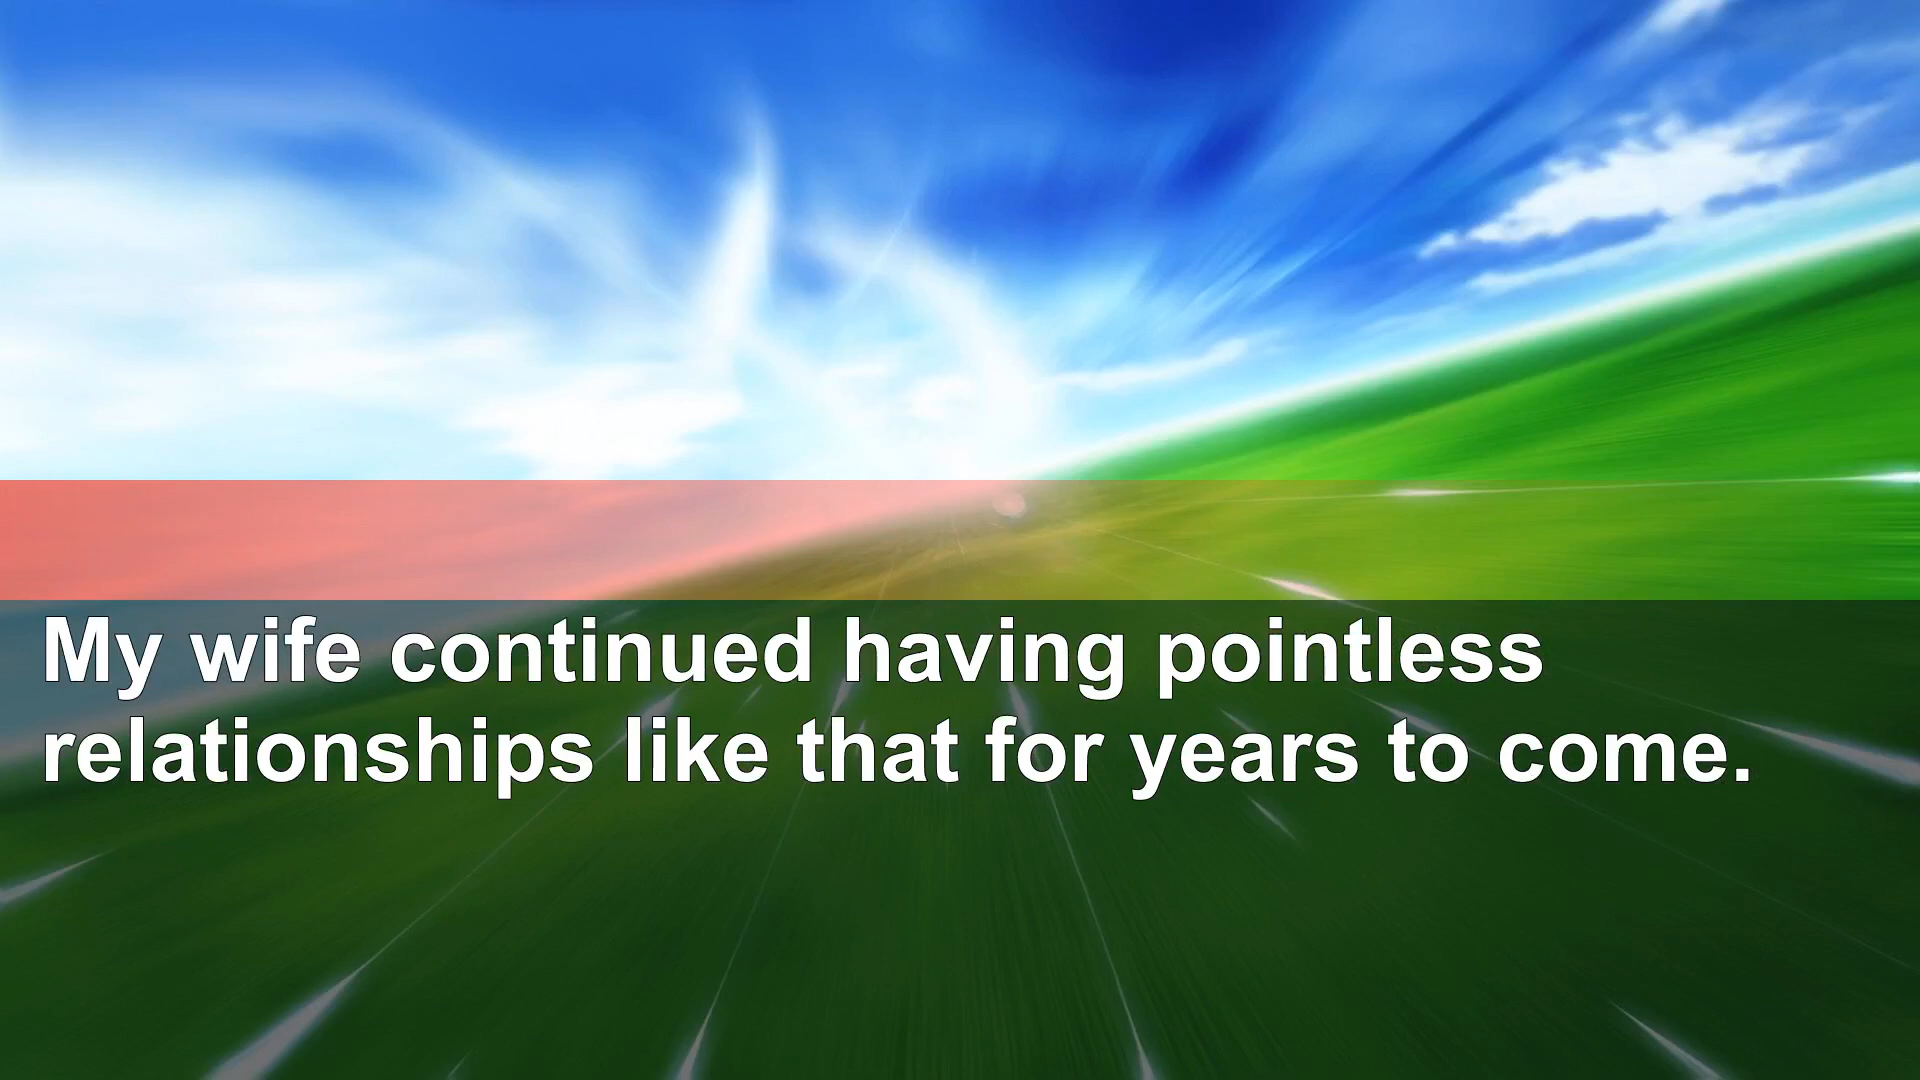 My wife continued having pointless
relationships like that for years to come.